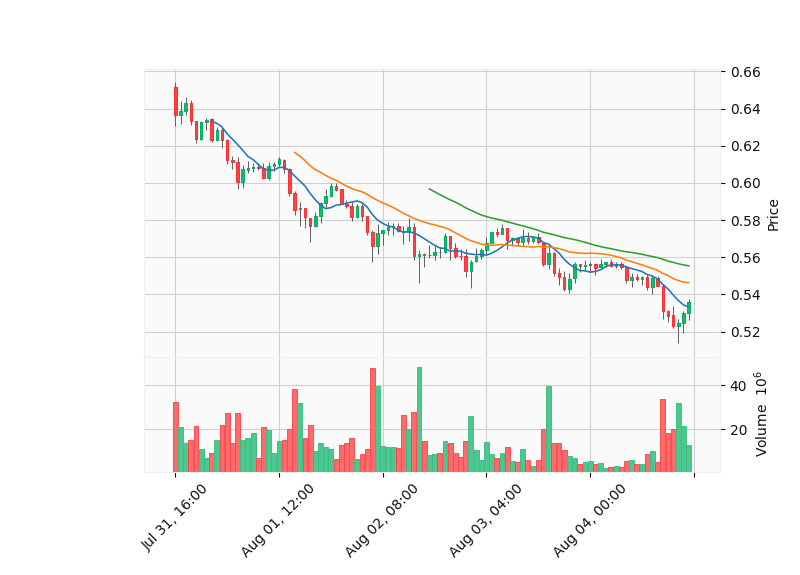 0.66
0.64
0.62
0.60
0.58
0.56
0.54
0.52
Price
40
20
Volume 10^6
Jul 31, 16:00
Aug 01, 12:00
Aug 02, 08:00
Aug 03, 04:00
Aug 04, 00:00